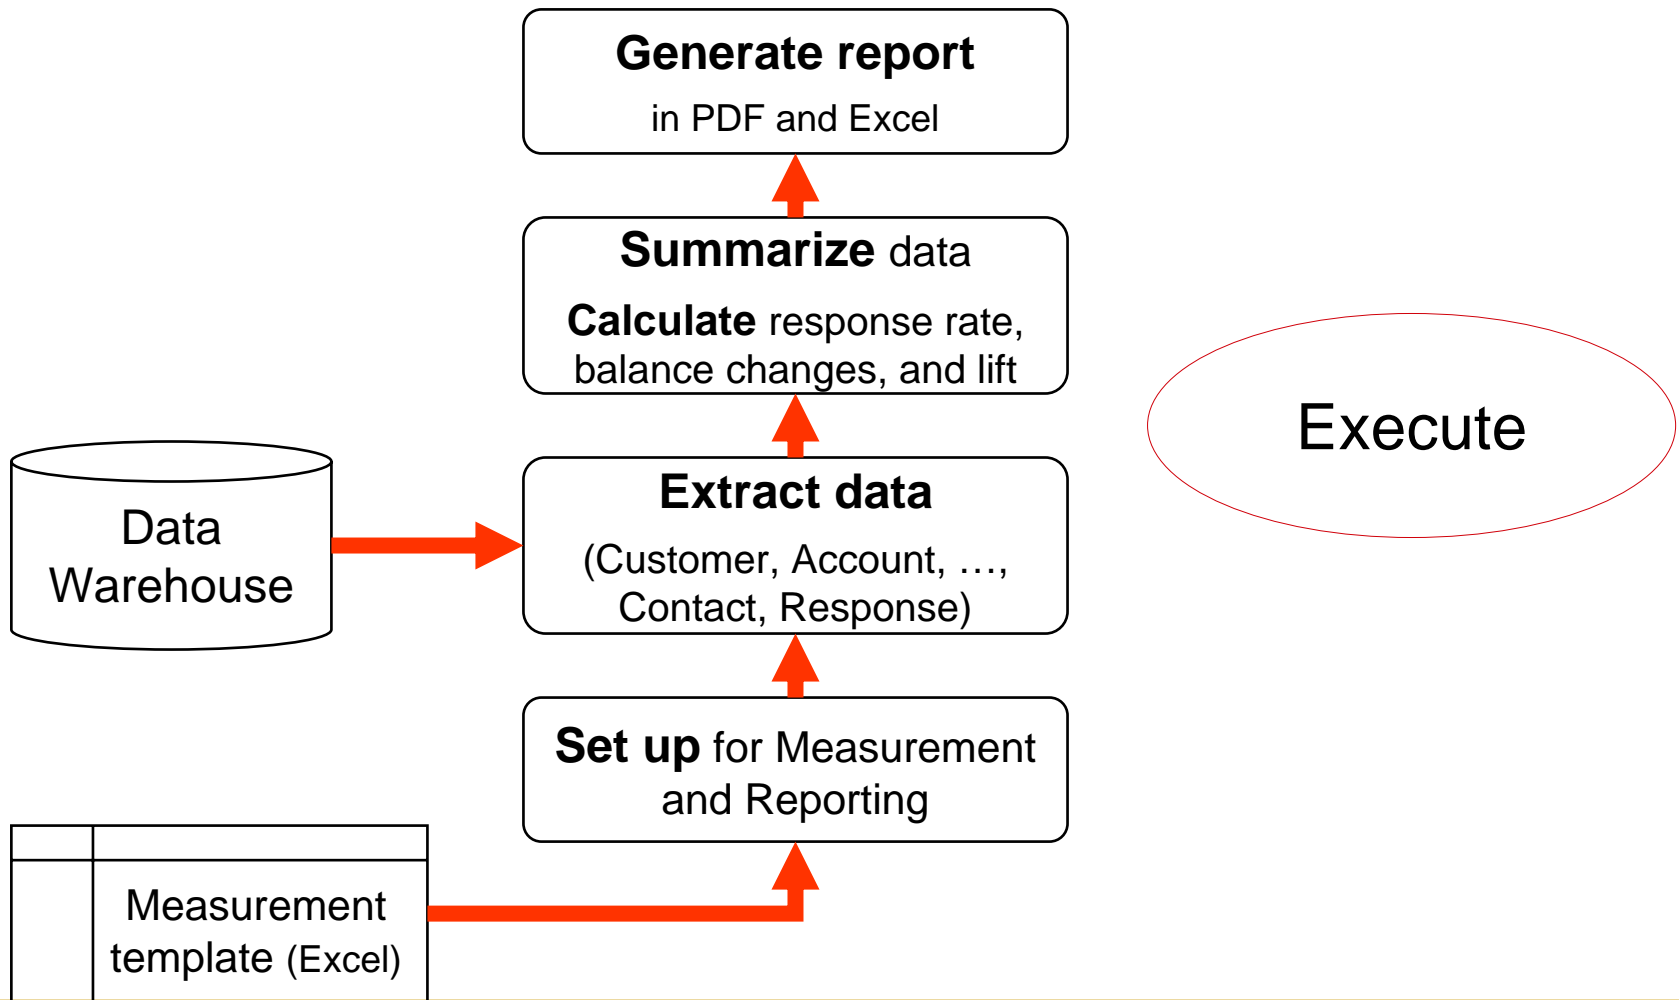 Generate report
in PDF and Excel
Summarize data
Calculate response rate,
balance changes, and lift
Execute
Extract data
(Customer, Account, …,
Contact, Response)
Data
Warehouse
Set up for Measurement
and Reporting
Measurement
template (Excel)